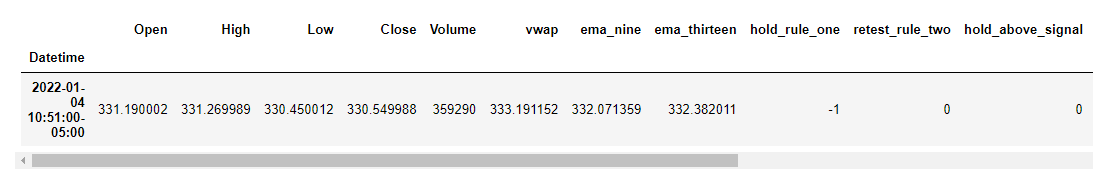 Open High Low Close Volume vwap ema_nine ema_thirteen hold_rule_one retest_rule_two hold_above_signal
Datetime
2022-01-
04
10:51:00-
05:00
331.190002 331.269989 330.450012 330.549988 359290 333.191152 332.071359 332.382011 -1 0 0